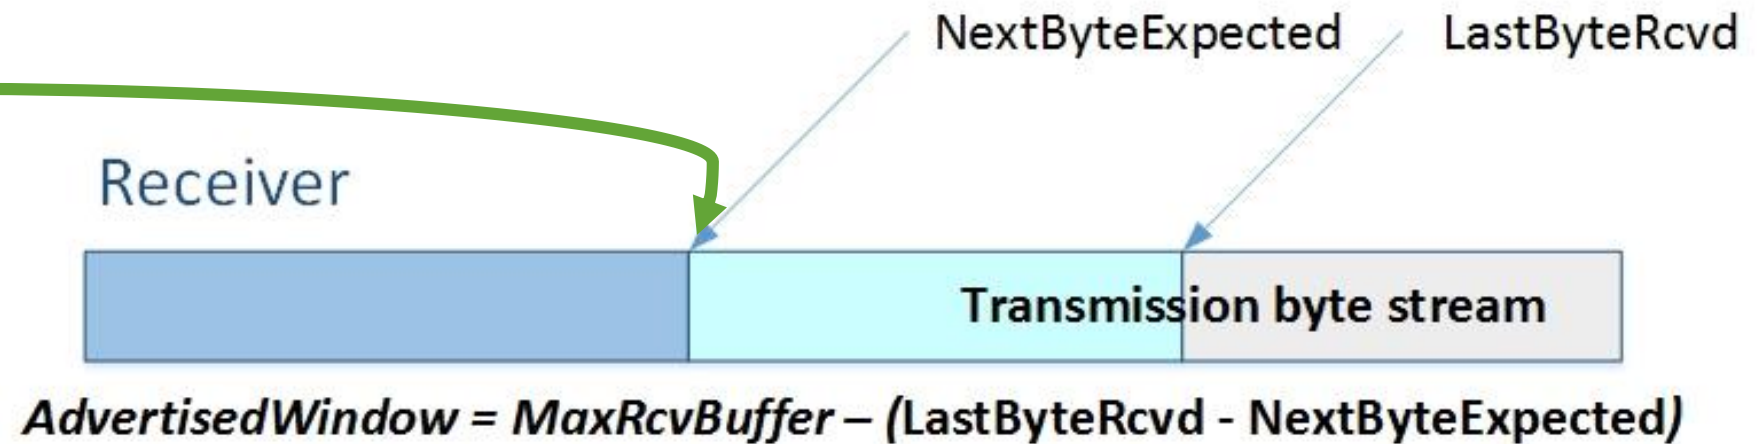 NextByteExpected LastByteRcvd
Receiver
Transmission byte stream
AdvertisedWindow = MaxRcvBuffer – (LastByteRcvd - NextByteExpected)